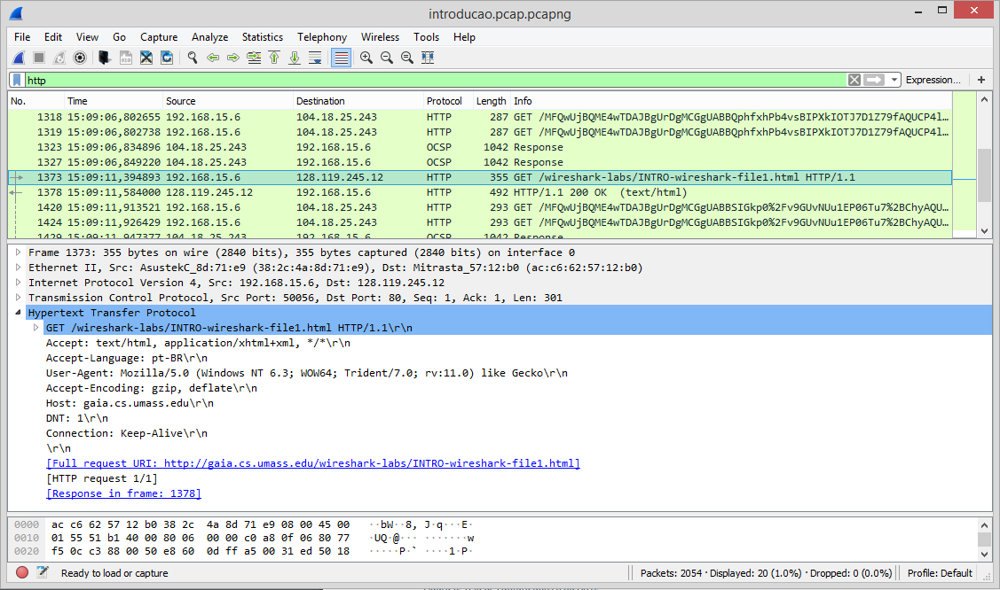 introducao.pcap.pcapng
File Edit View Go Capture Analyze Statistics Telephony Wireless Tools Help
http Expression... +
No. Time Source Destination Protocol Length Info
1318 15:09:06,802655 192.168.15.6 104.18.25.243 HTTP 287 GET /MFQwUjBQME4wTDAJBgUrDgMCGgUABBQphfxhPb4vsBIPXkIOTJ7D1Z79fAQUCP4l…
1319 15:09:06,802738 192.168.15.6 104.18.25.243 HTTP 287 GET /MFQwUjBQME4wTDAJBgUrDgMCGgUABBQphfxhPb4vsBIPXkIOTJ7D1Z79fAQUCP4l…
1323 15:09:06,834896 104.18.25.243 192.168.15.6 OCSP 1042 Response
1327 15:09:06,849220 104.18.25.243 192.168.15.6 OCSP 1042 Response
1373 15:09:11,394893 192.168.15.6 128.119.245.12 HTTP 355 GET /wireshark-labs/INTRO-wireshark-file1.html HTTP/1.1
1378 15:09:11,584000 128.119.245.12 192.168.15.6 HTTP 492 HTTP/1.1 200 OK (text/html)
1420 15:09:11,913521 192.168.15.6 104.18.25.243 HTTP 293 GET /MFQwUjBQME4wTDAJBgUrDgMCGgUABBSIGkp0%2Fv9GUvNUu1EP06Tu7%2BChyAQU…
1424 15:09:11,926429 192.168.15.6 104.18.25.243 HTTP 293 GET /MFQwUjBQME4wTDAJBgUrDgMCGgUABBSIGkp0%2Fv9GUvNUu1EP06Tu7%2BChyAQU…
1429 15:09:11,947377 104.18.25.243 192.168.15.6 OCSP 1042 Response
Frame 1373: 355 bytes on wire (2840 bits), 355 bytes captured (2840 bits) on interface 0
Ethernet II, Src: AsustekC_8d:71:e9 (38:2c:4a:8d:71:e9), Dst: Mitrasta_57:12:b0 (ac:c6:62:57:12:b0)
Internet Protocol Version 4, Src: 192.168.15.6, Dst: 128.119.245.12
Transmission Control Protocol, Src Port: 50056, Dst Port: 80, Seq: 1, Ack: 1, Len: 301
Hypertext Transfer Protocol
GET /wireshark-labs/INTRO-wireshark-file1.html HTTP/1.1\r\n
Accept: text/html, application/xhtml+xml, */*\r\n
Accept-Language: pt-BR\r\n
User-Agent: Mozilla/5.0 (Windows NT 6.3; WOW64; Trident/7.0; rv:11.0) like Gecko\r\n
Accept-Encoding: gzip, deflate\r\n
Host: gaia.cs.umass.edu\r\n
DNT: 1\r\n
Connection: Keep-Alive\r\n
\r\n
[Full request URI: http://gaia.cs.umass.edu/wireshark-labs/INTRO-wireshark-file1.html]
[HTTP request 1/1]
[Response in frame: 1378]
0000 ac c6 62 57 12 b0 38 2c 4a 8d 71 e9 08 00 45 00 ··bW··8, J·q···E·
0010 01 55 51 b1 40 00 80 06 00 00 c0 a8 0f 06 80 77 ·UQ·@··· ·······w
0020 f5 0c c3 88 00 50 e8 60 0d ff a5 00 31 ed 50 18 ·····P·` ····1·P·
Ready to load or capture Packets: 2054 · Displayed: 20 (1.0%) · Dropped: 0 (0.0%) Profile: Default